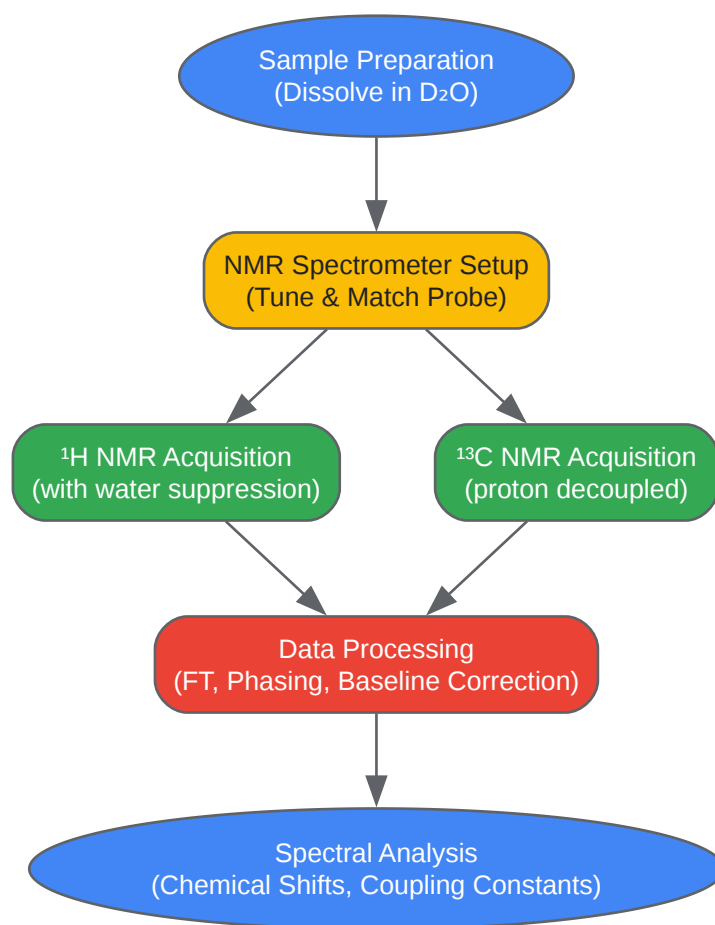 Sample Preparation
(Dissolve in D₂O)
NMR Spectrometer Setup
(Tune & Match Probe)
¹H NMR Acquisition
(with water suppression)
¹³C NMR Acquisition
(proton decoupled)
Data Processing
(FT, Phasing, Baseline Correction)
Spectral Analysis
(Chemical Shifts, Coupling Constants)